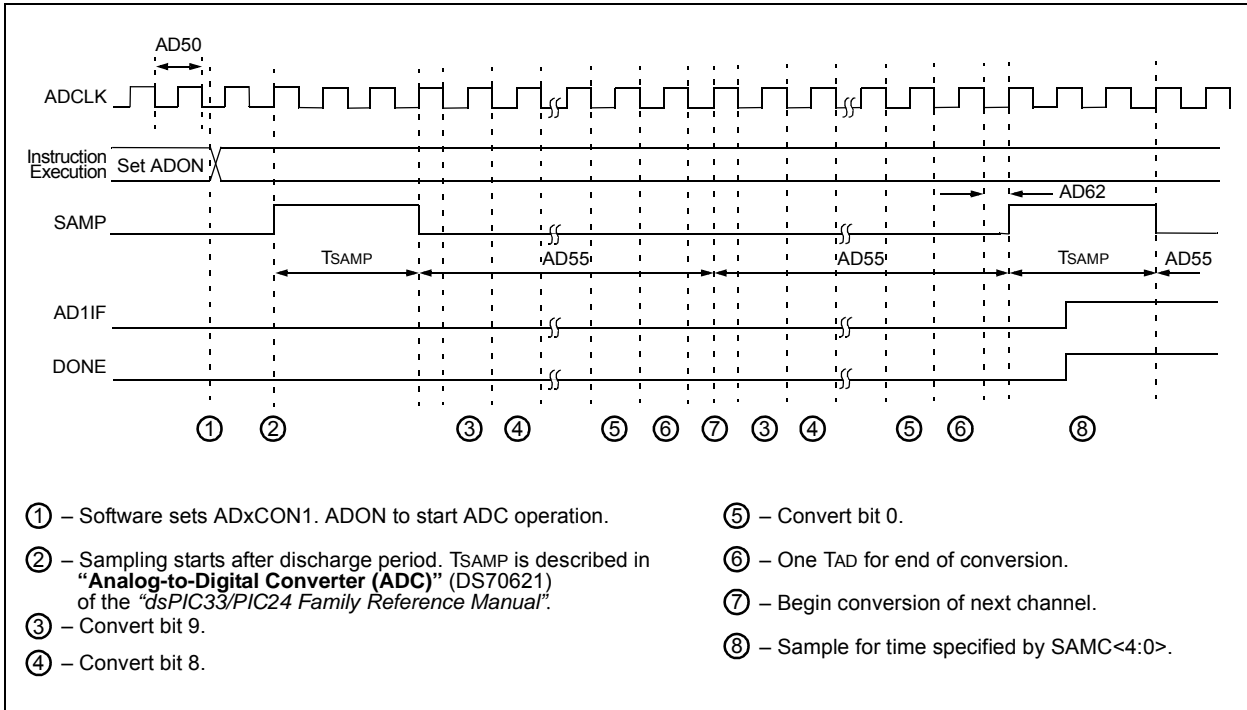 AD50
ADCLK
Instruction
Execution
Set ADON
AD62
SAMP
TSAMP
AD55
AD55
TSAMP
AD55
AD1IF
DONE
1 2 3 4 5 6 7 3 4 5 6 8
1 – Software sets ADxCON1. ADON to start ADC operation.
2 – Sampling starts after discharge period. TSAMP is described in
“Analog-to-Digital Converter (ADC)” (DS70621)
of the “dsPIC33/PIC24 Family Reference Manual”.
3 – Convert bit 9.
4 – Convert bit 8.
5 – Convert bit 0.
6 – One TAD for end of conversion.
7 – Begin conversion of next channel.
8 – Sample for time specified by SAMC<4:0>.